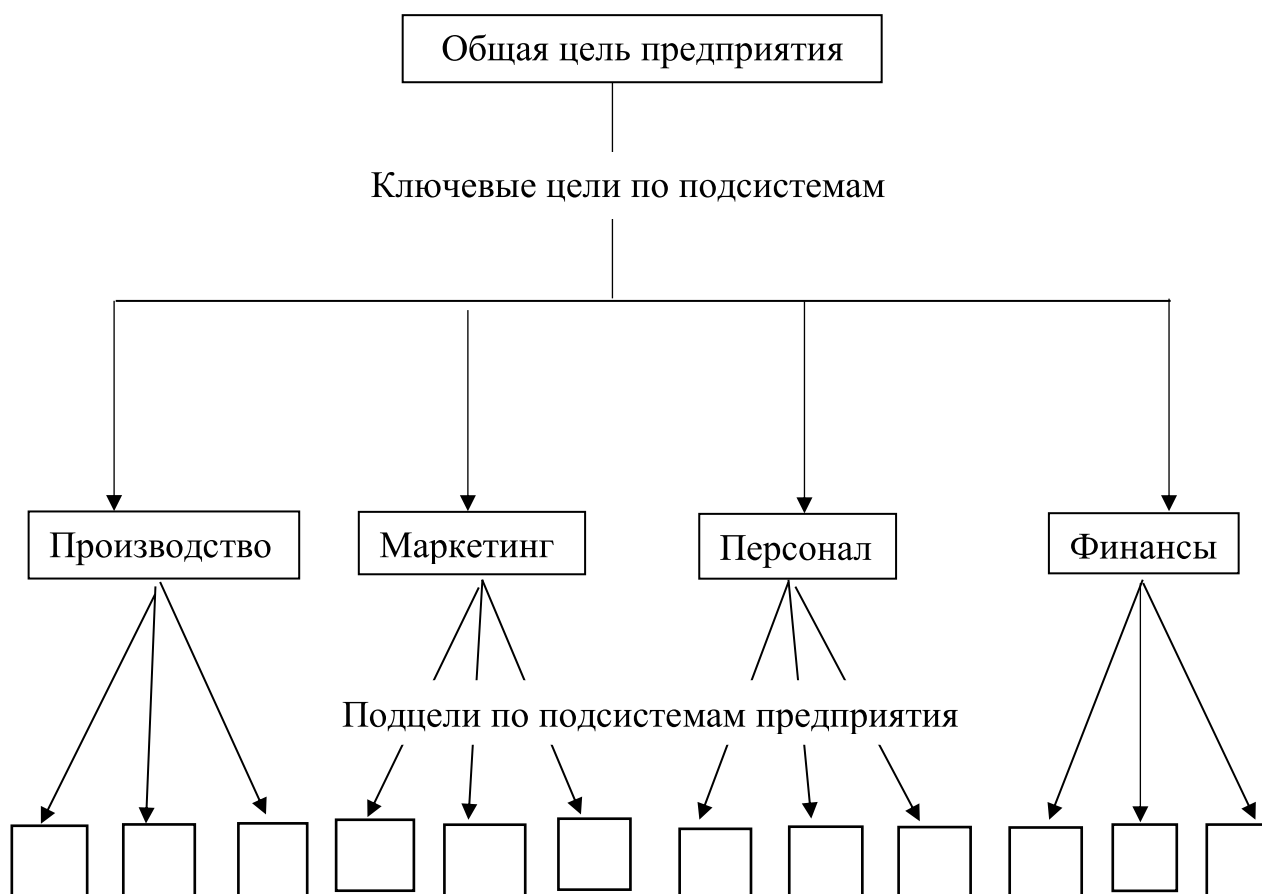 Общая цель предприятия
Ключевые цели по подсистемам
Производство
Маркетинг
Персонал
Финансы
Подцели по подсистемам предприятия